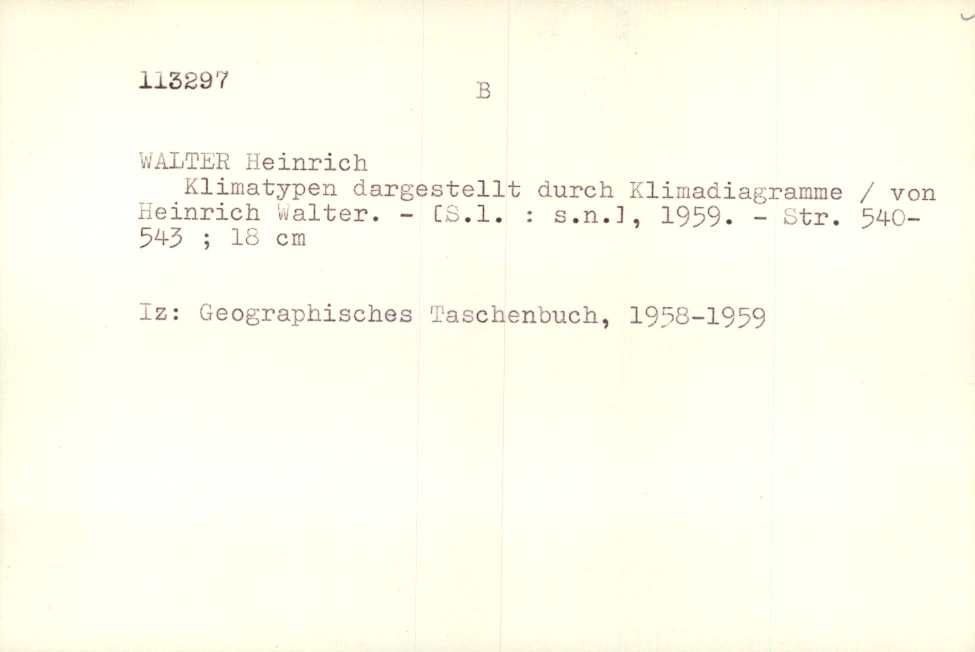 113297
B
WALTER Heinrich
Klimatypen dargestellt durch Klimadiagramme / von
Heinrich Walter. - [S.l. : s.n.], 1959. - Str. 540-
543 ; 18 cm
Iz: Geographisches Taschenbuch, 1958-1959